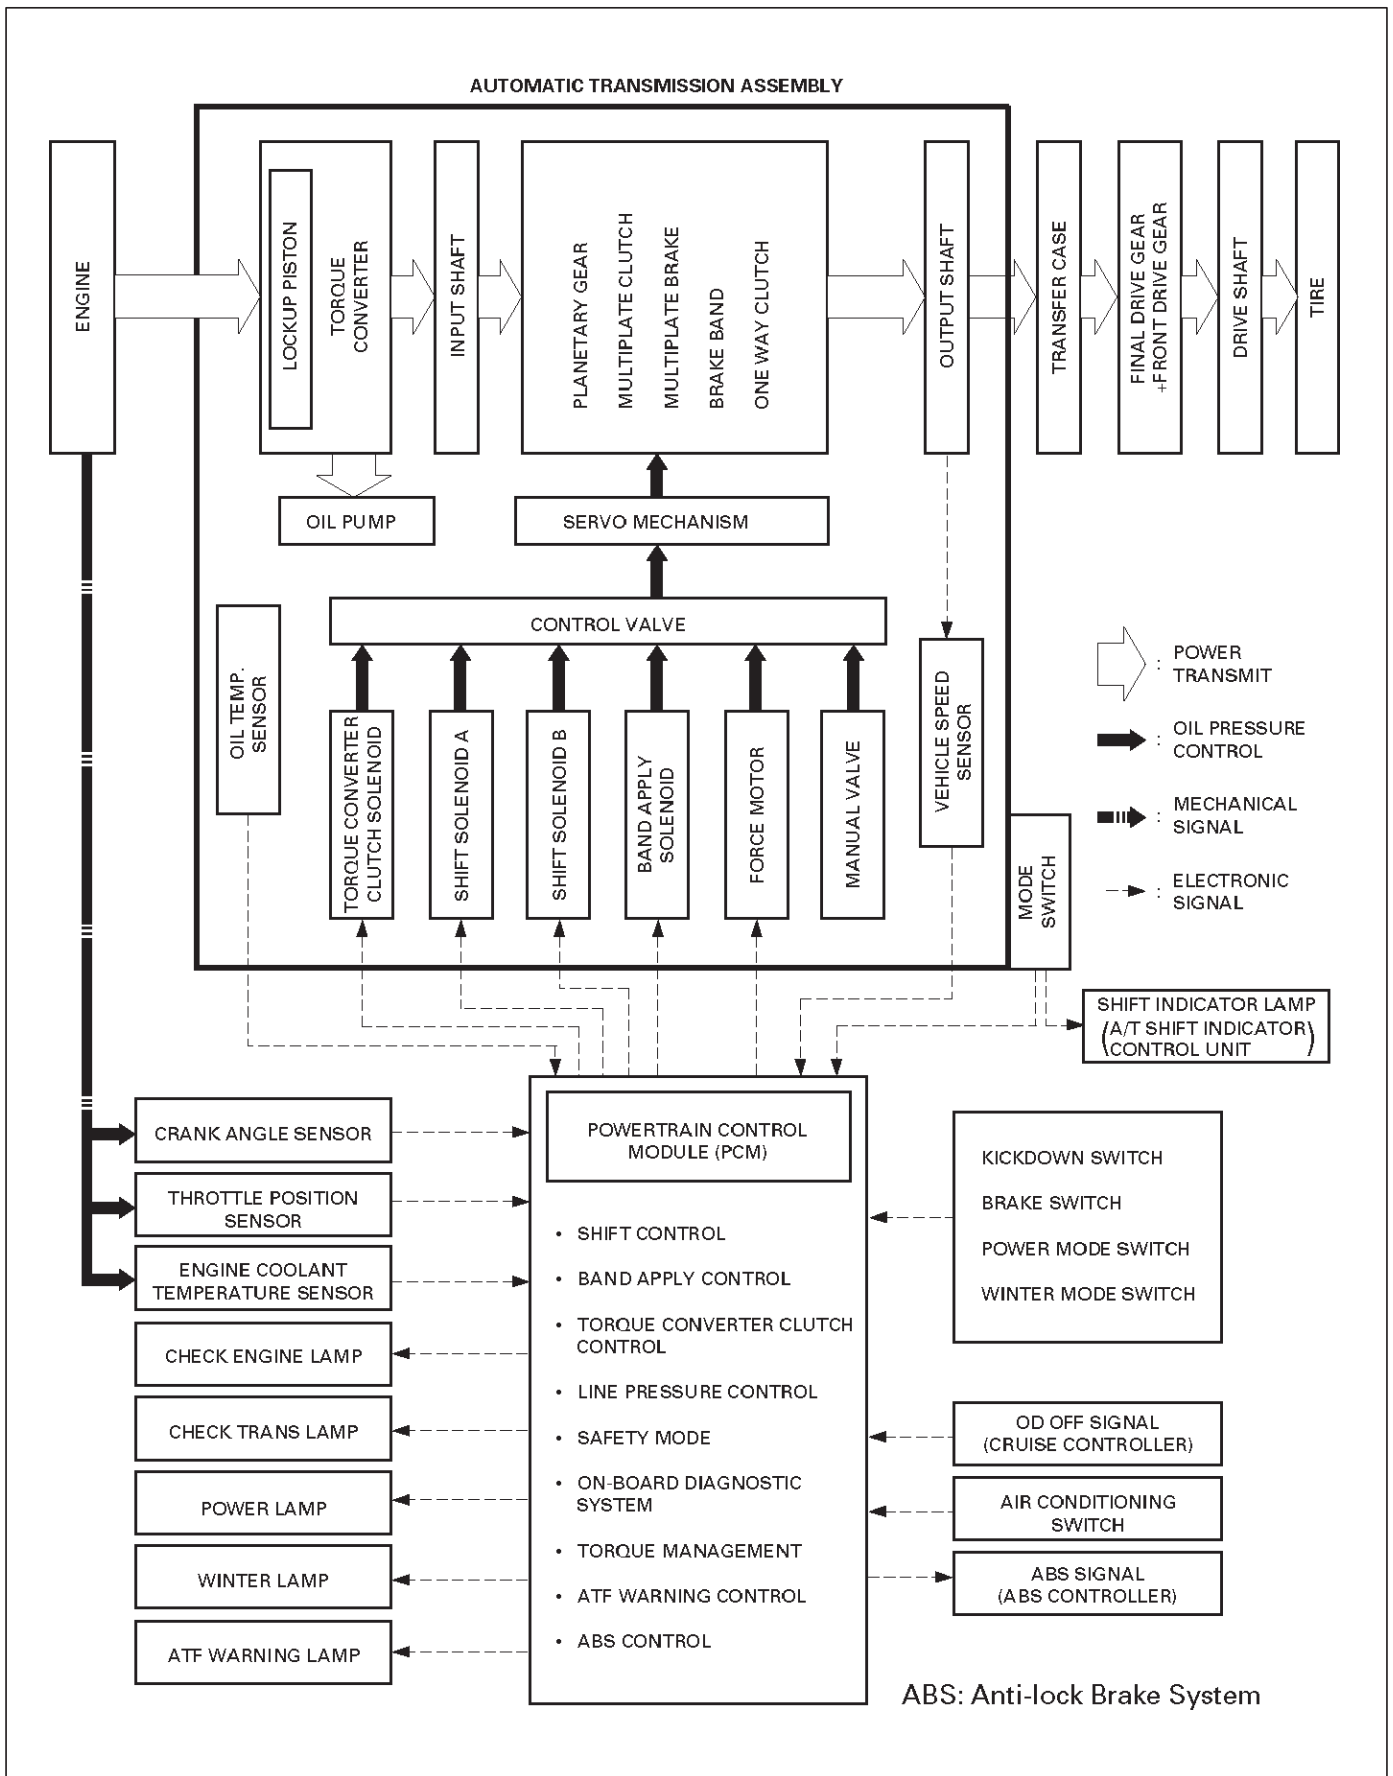 AUTOMATIC TRANSMISSION ASSEMBLY
ENGINE
LOCKUP PISTON
TORQUE
CONVERTER
INPUT SHAFT
PLANETARY GEAR
MULTIPLATE CLUTCH
MULTIPLATE BRAKE
BRAKE BAND
ONE WAY CLUTCH
OUTPUT SHAFT
TRANSFER CASE
FINAL DRIVE GEAR
+FRONT DRIVE GEAR
DRIVE SHAFT
TIRE
OIL PUMP
SERVO MECHANISM
CONTROL VALVE
OIL TEMP.
SENSOR
TORQUE CONVERTER
CLUTCH SOLENOID
SHIFT SOLENOID A
SHIFT SOLENOID B
BAND APPLY
SOLENOID
FORCE MOTOR
MANUAL VALVE
VEHICLE SPEED
SENSOR
MODE
SWITCH
: POWER
TRANSMIT
: OIL PRESSURE
CONTROL
: MECHANICAL
SIGNAL
: ELECTRONIC
SIGNAL
SHIFT INDICATOR LAMP
(A/T SHIFT INDICATOR
CONTROL UNIT)
CRANK ANGLE SENSOR
THROTTLE POSITION
SENSOR
ENGINE COOLANT
TEMPERATURE SENSOR
CHECK ENGINE LAMP
CHECK TRANS LAMP
POWER LAMP
WINTER LAMP
ATF WARNING LAMP
POWERTRAIN CONTROL
MODULE (PCM)
• SHIFT CONTROL
• BAND APPLY CONTROL
• TORQUE CONVERTER CLUTCH
CONTROL
• LINE PRESSURE CONTROL
• SAFETY MODE
• ON-BOARD DIAGNOSTIC
SYSTEM
• TORQUE MANAGEMENT
• ATF WARNING CONTROL
• ABS CONTROL
KICKDOWN SWITCH
BRAKE SWITCH
POWER MODE SWITCH
WINTER MODE SWITCH
OD OFF SIGNAL
(CRUISE CONTROLLER)
AIR CONDITIONING
SWITCH
ABS SIGNAL
(ABS CONTROLLER)
ABS: Anti-lock Brake System